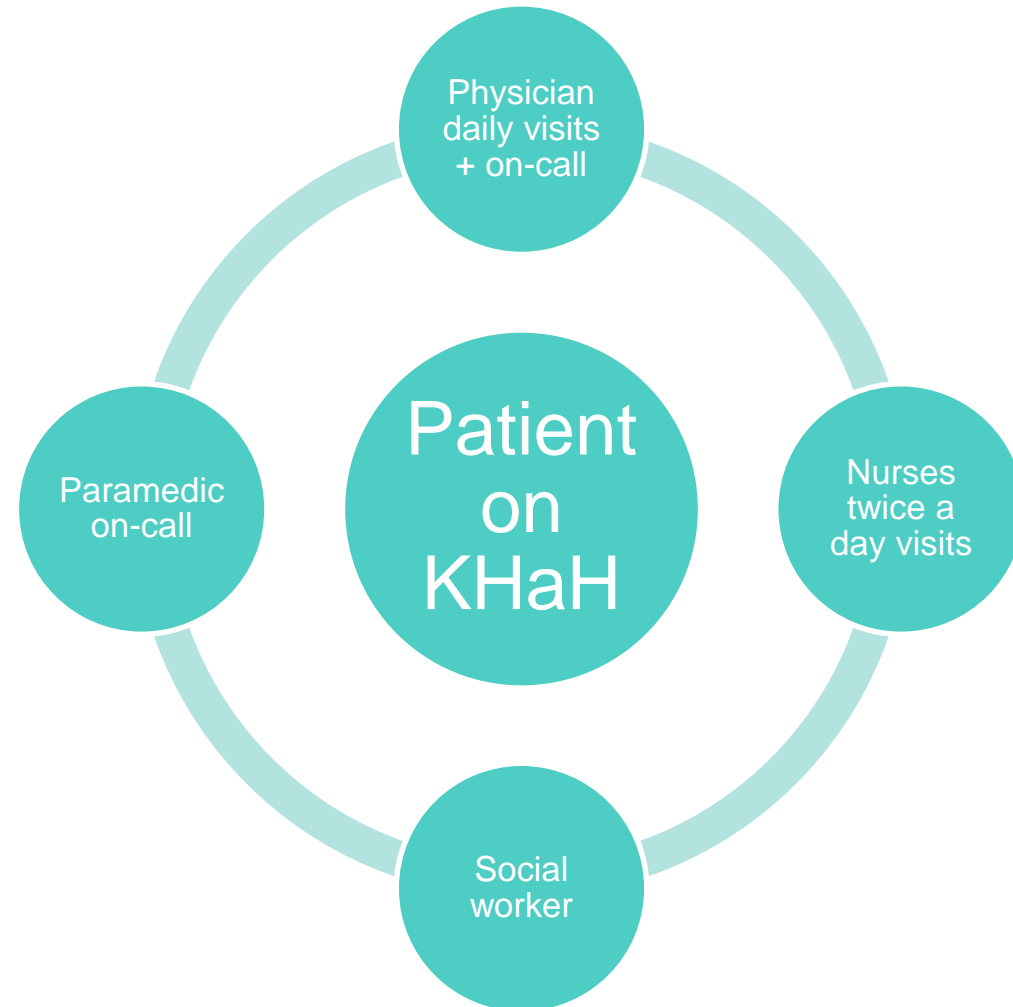 Physician
daily visits
+ on-call
Patient
on
KHaH
Nurses
twice a
day visits
Paramedic
on-call
Social
worker